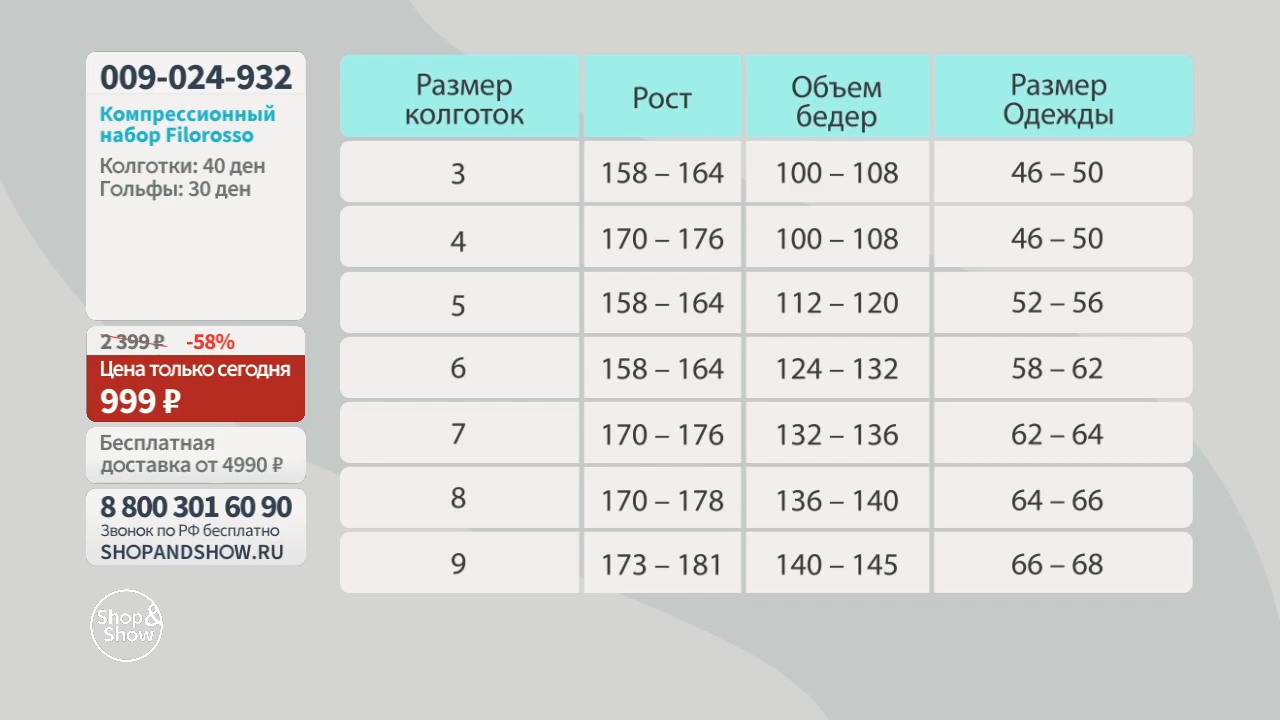 009-024-932
Компрессионный
набор Filorosso
Колготки: 40 ден
Гольфы: 30 ден
2 399 ₽ -58%
Цена только сегодня
999 ₽
Бесплатная
доставка от 4990 ₽
8 800 301 60 90
Звонок по РФ бесплатно
SHOPANDSHOW.RU
Shop&
Show
Размер колготок Рост Объем бедер Размер Одежды
3 158 – 164 100 – 108 46 – 50
4 170 – 176 100 – 108 46 – 50
5 158 – 164 112 – 120 52 – 56
6 158 – 164 124 – 132 58 – 62
7 170 – 176 132 – 136 62 – 64
8 170 – 178 136 – 140 64 – 66
9 173 – 181 140 – 145 66 – 68